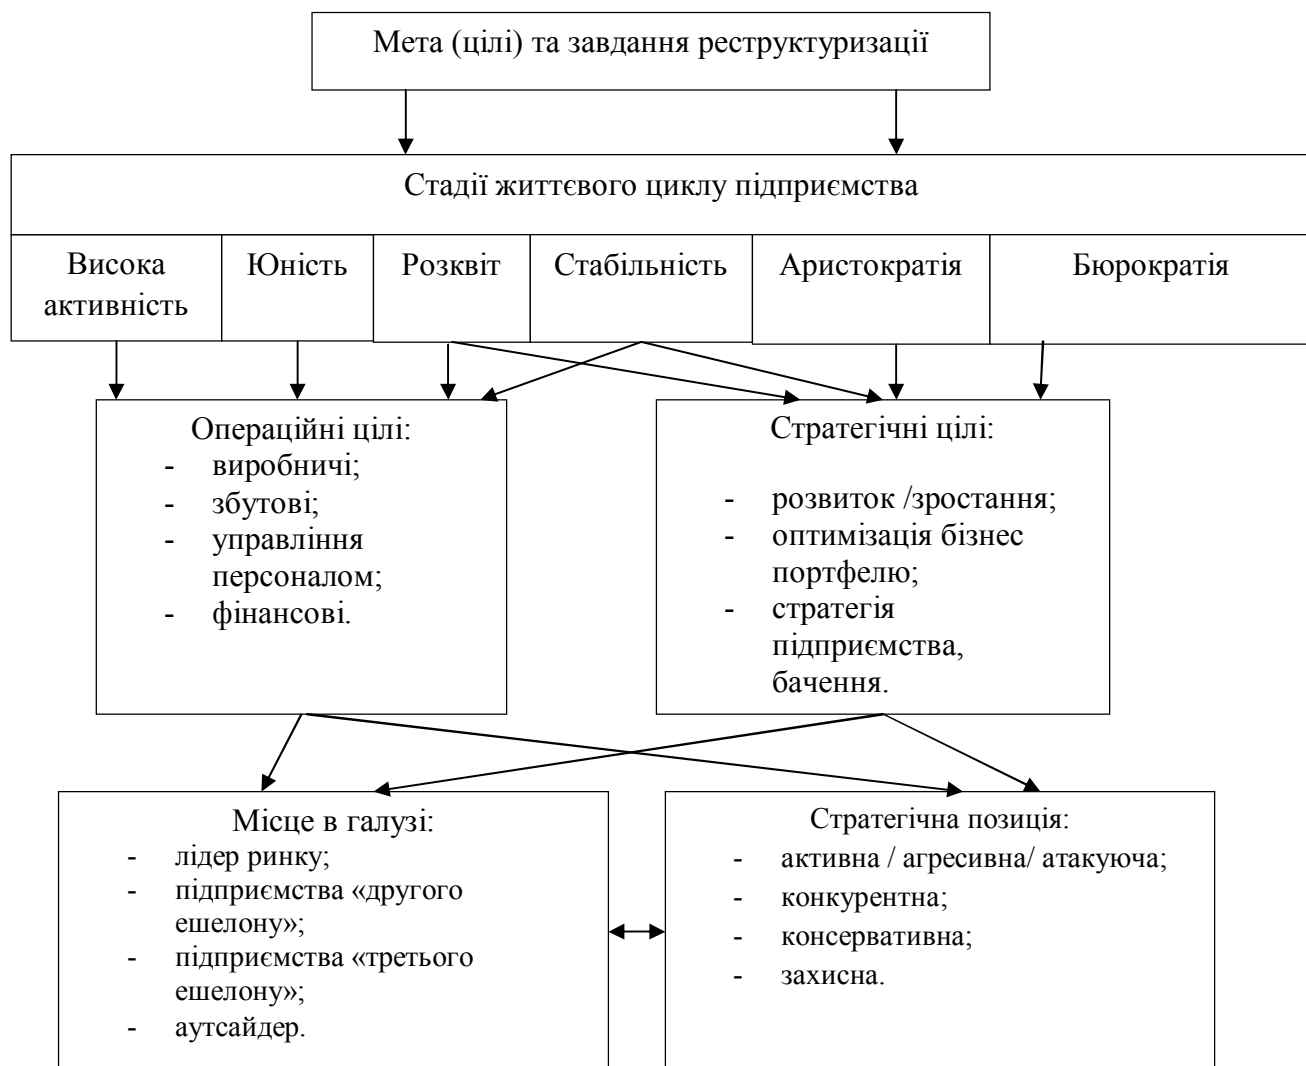 Мета (цілі) та завдання реструктуризації
Стадії життєвого циклу підприємства
Висока
активність
Юність
Розквіт
Стабільність
Аристократія
Бюрократія
Операційні цілі:
- виробничі;
- збутові;
- управління
персоналом;
- фінансові.
Стратегічні цілі:
- розвиток /зростання;
- оптимізація бізнес
портфелю;
- стратегія
підприємства,
бачення.
Місце в галузі:
- лідер ринку;
- підприємства «другого
ешелону»;
- підприємства «третього
ешелону»;
- аутсайдер.
Стратегічна позиція:
- активна / агресивна/ атакуюча;
- конкурентна;
- консервативна;
- захисна.